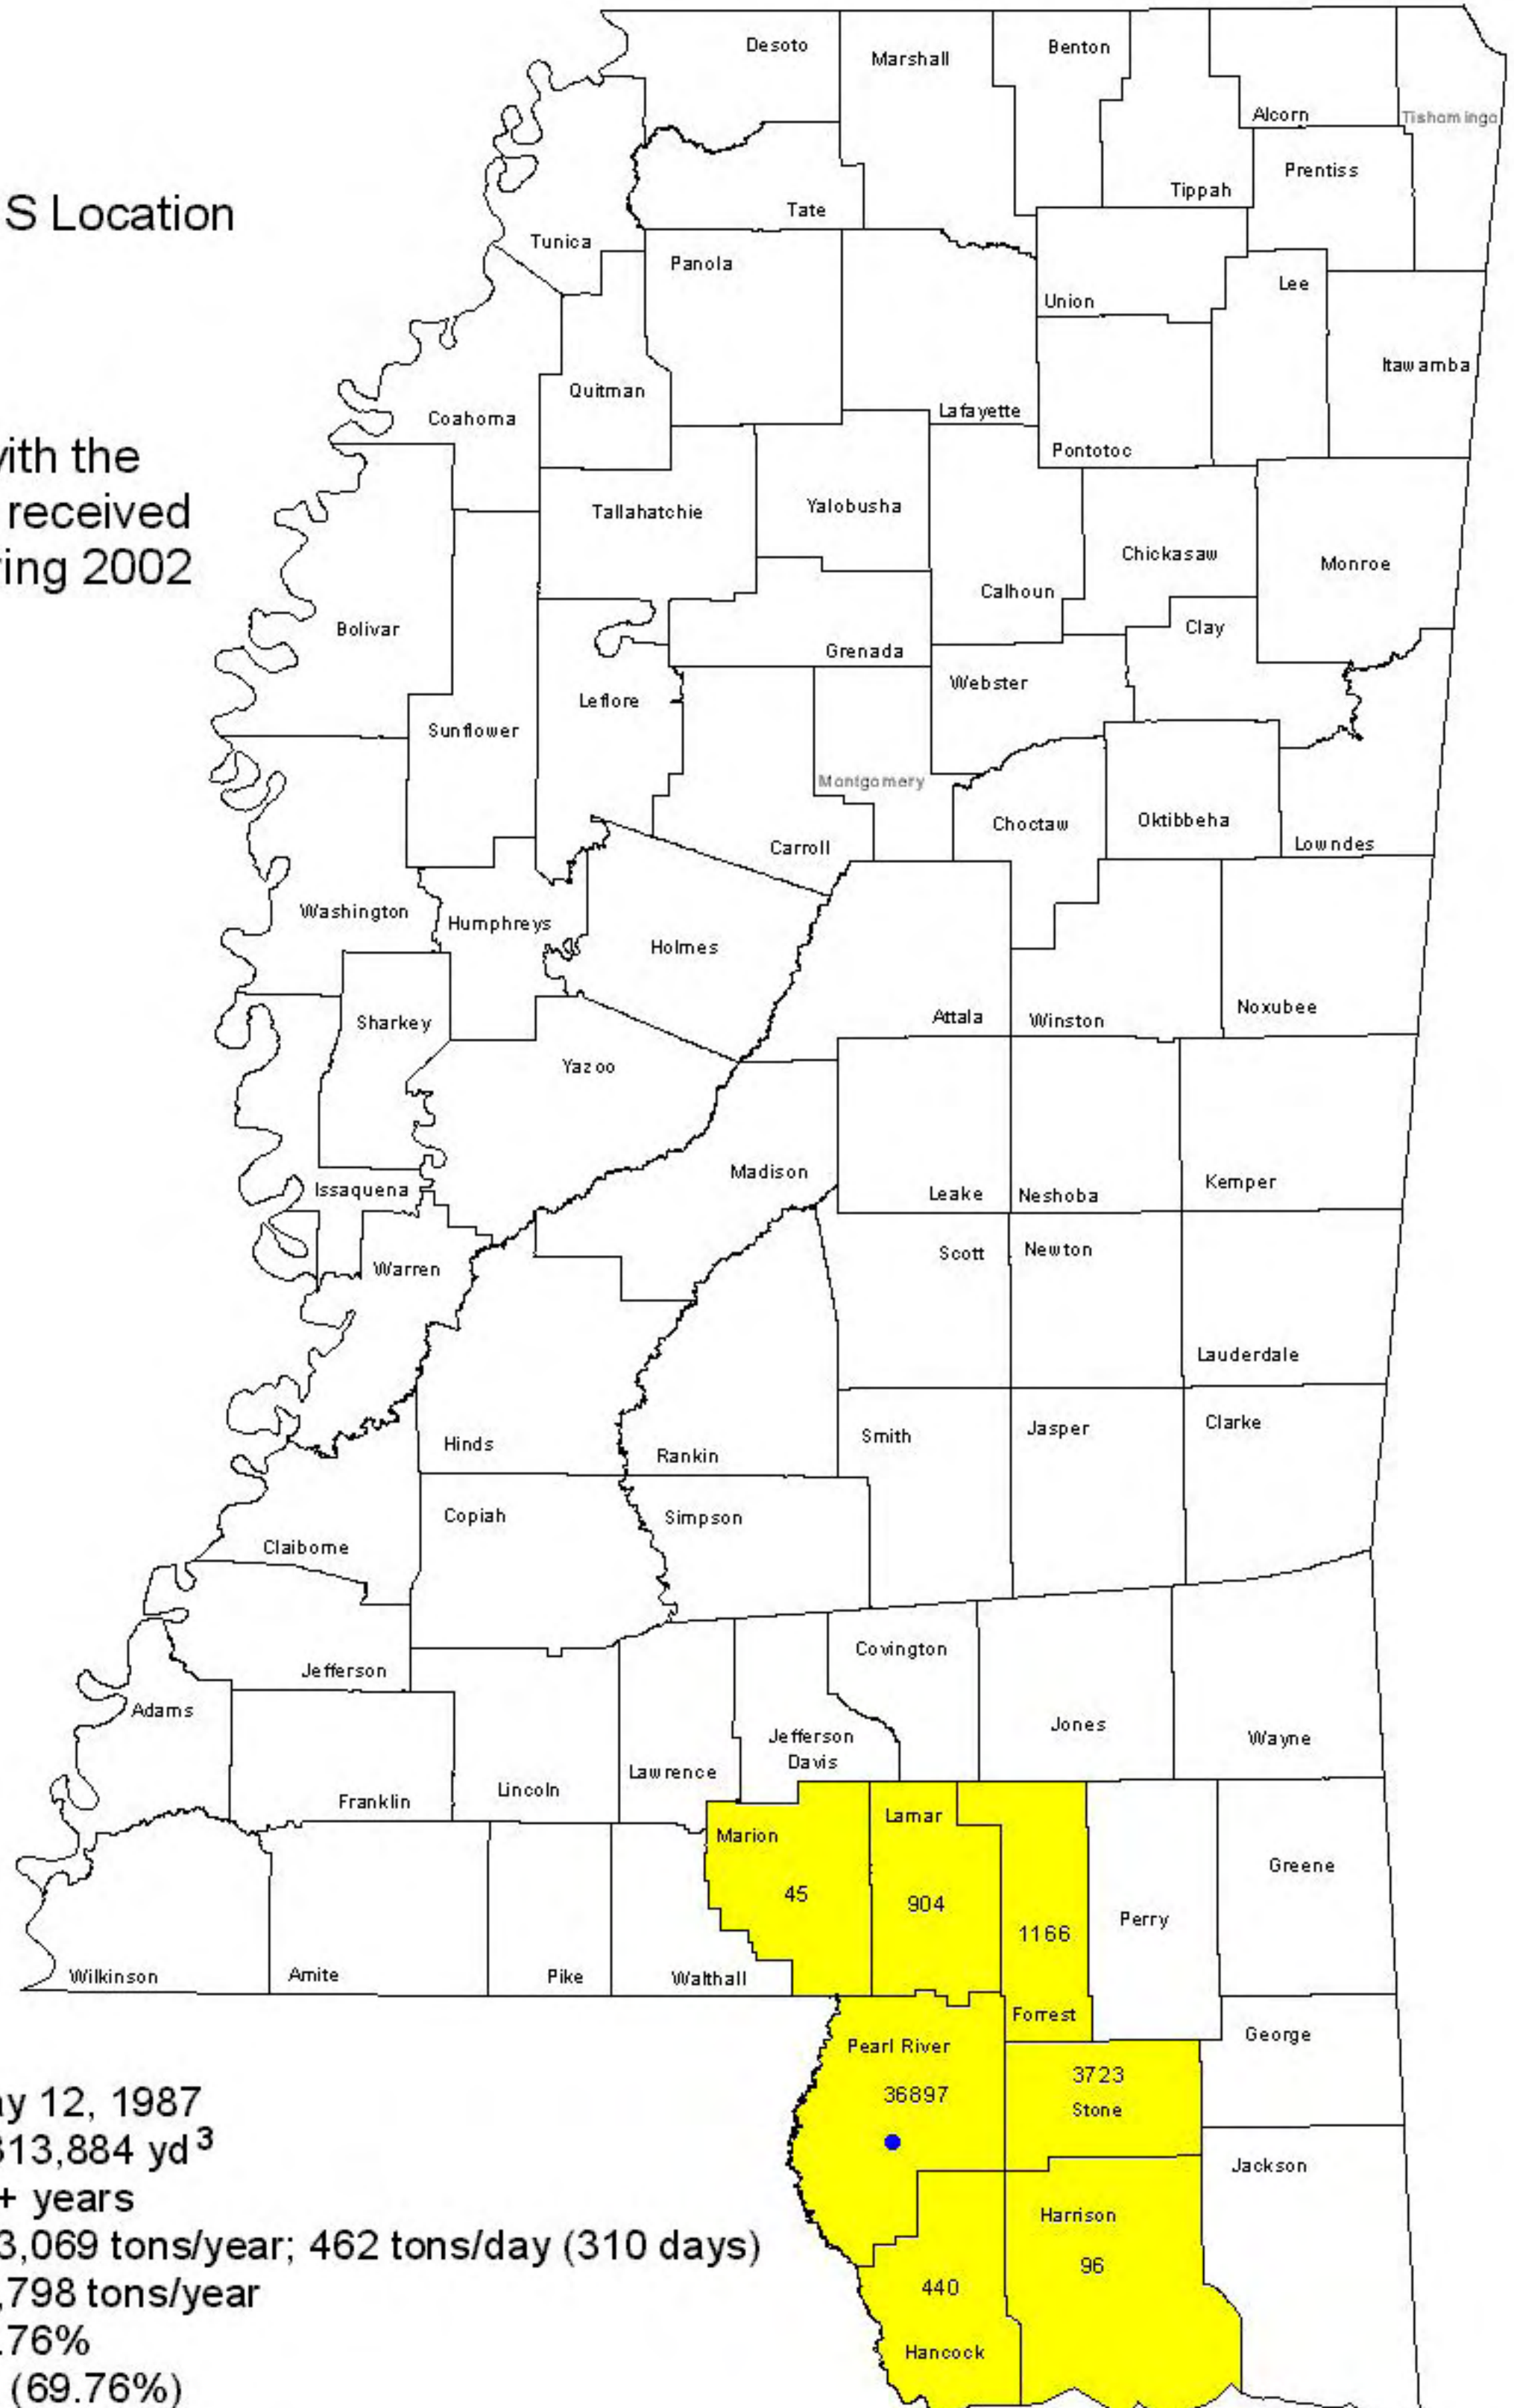 Desoto
Marshall
Benton
Alcorn
Tishomingo
Prentiss
Tippah
S Location
Tate
Tunica
Panola
Lee
Union
Itawamba
Quitman
Lafayette
Coahoma
Pontotoc
with the
received
ring 2002
Tallahatchie
Yalobusha
Chickasaw
Monroe
Calhoun
Clay
Bolivar
Grenada
Webster
Leflore
Sunflower
Montgomery
Choctaw
Oktibbeha
Lowndes
Carroll
Washington
Humphreys
Holmes
Noxubee
Attala
Winston
Sharkey
Yazoo
Madison
Kemper
Issaquena
Leake
Neshoba
Scott
Newton
Warren
Lauderdale
Clarke
Jasper
Smith
Hinds
Rankin
Copiah
Simpson
Claiborne
Covington
Jefferson
Adams
Jones
Jefferson
Davis
Wayne
Lawrence
Lincoln
Franklin
Lamar
Marion
Greene
45
904
Perry
1166
Wilkinson
Amite
Pike
Walthall
Forrest
George
Pearl River
36897
3723
Stone
Jackson
Harrison
96
440
Hancock
ay 12, 1987
313,884 yd³
+ years
3,069 tons/year; 462 tons/day (310 days)
,798 tons/year
.76%
(69.76%)